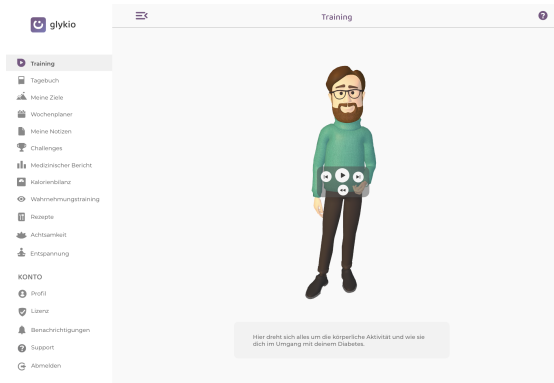 glykio
Training
Training
Tagebuch
Meine Ziele
Wochenplaner
Meine Notizen
Challenges
Medizinischer Bericht
Kalorienbilanz
Wahrnehmungstraining
Rezepte
Achtsamkeit
Entspannung
KONTO
Profil
Lizenz
Benachrichtigungen
Support
Abmelden
Hier dreht sich alles um die körperliche Aktivität und wie sie
dich im Umgang mit deinem Diabetes.